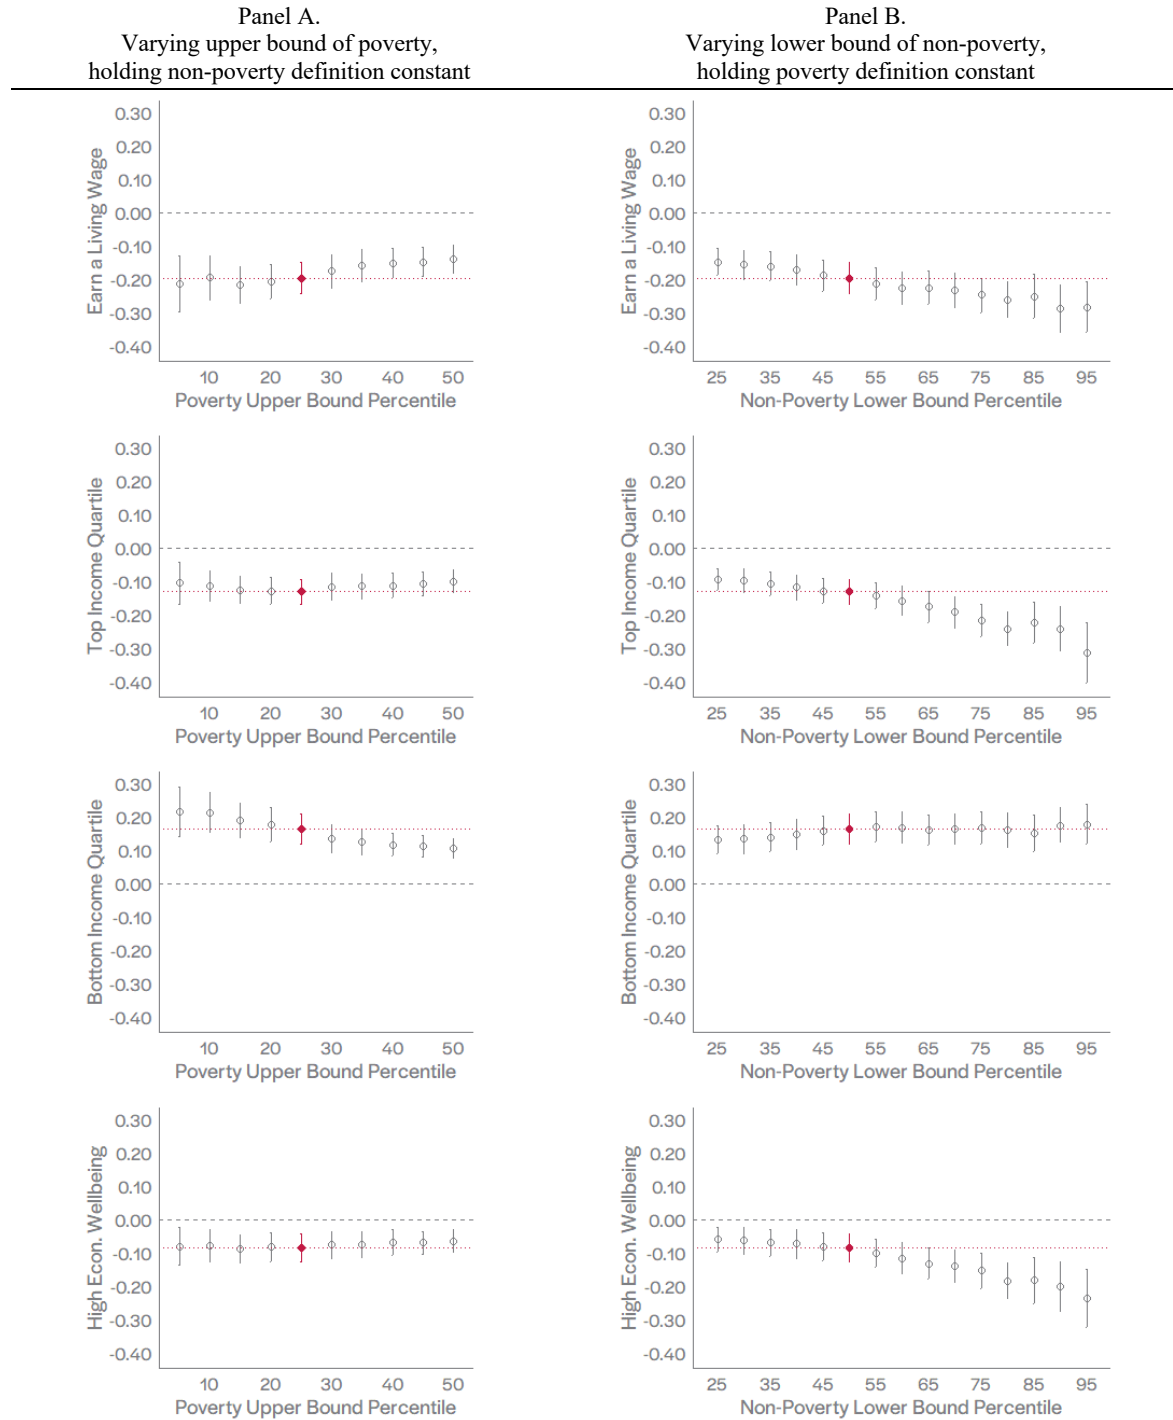 Panel A.
Varying upper bound of poverty,
holding non-poverty definition constant
Panel B.
Varying lower bound of non-poverty,
holding poverty definition constant
Earn a Living Wage
0.30
0.20
0.10
0.00
-0.10
-0.20
-0.30
-0.40
10 20 30 40 50
Poverty Upper Bound Percentile
Earn a Living Wage
0.30
0.20
0.10
0.00
-0.10
-0.20
-0.30
-0.40
25 35 45 55 65 75 85 95
Non-Poverty Lower Bound Percentile
Top Income Quartile
0.30
0.20
0.10
0.00
-0.10
-0.20
-0.30
-0.40
10 20 30 40 50
Poverty Upper Bound Percentile
Top Income Quartile
0.30
0.20
0.10
0.00
-0.10
-0.20
-0.30
-0.40
25 35 45 55 65 75 85 95
Non-Poverty Lower Bound Percentile
Bottom Income Quartile
0.30
0.20
0.10
0.00
-0.10
-0.20
-0.30
-0.40
10 20 30 40 50
Poverty Upper Bound Percentile
Bottom Income Quartile
0.30
0.20
0.10
0.00
-0.10
-0.20
-0.30
-0.40
25 35 45 55 65 75 85 95
Non-Poverty Lower Bound Percentile
High Econ. Wellbeing
0.30
0.20
0.10
0.00
-0.10
-0.20
-0.30
-0.40
10 20 30 40 50
Poverty Upper Bound Percentile
High Econ. Wellbeing
0.30
0.20
0.10
0.00
-0.10
-0.20
-0.30
-0.40
25 35 45 55 65 75 85 95
Non-Poverty Lower Bound Percentile